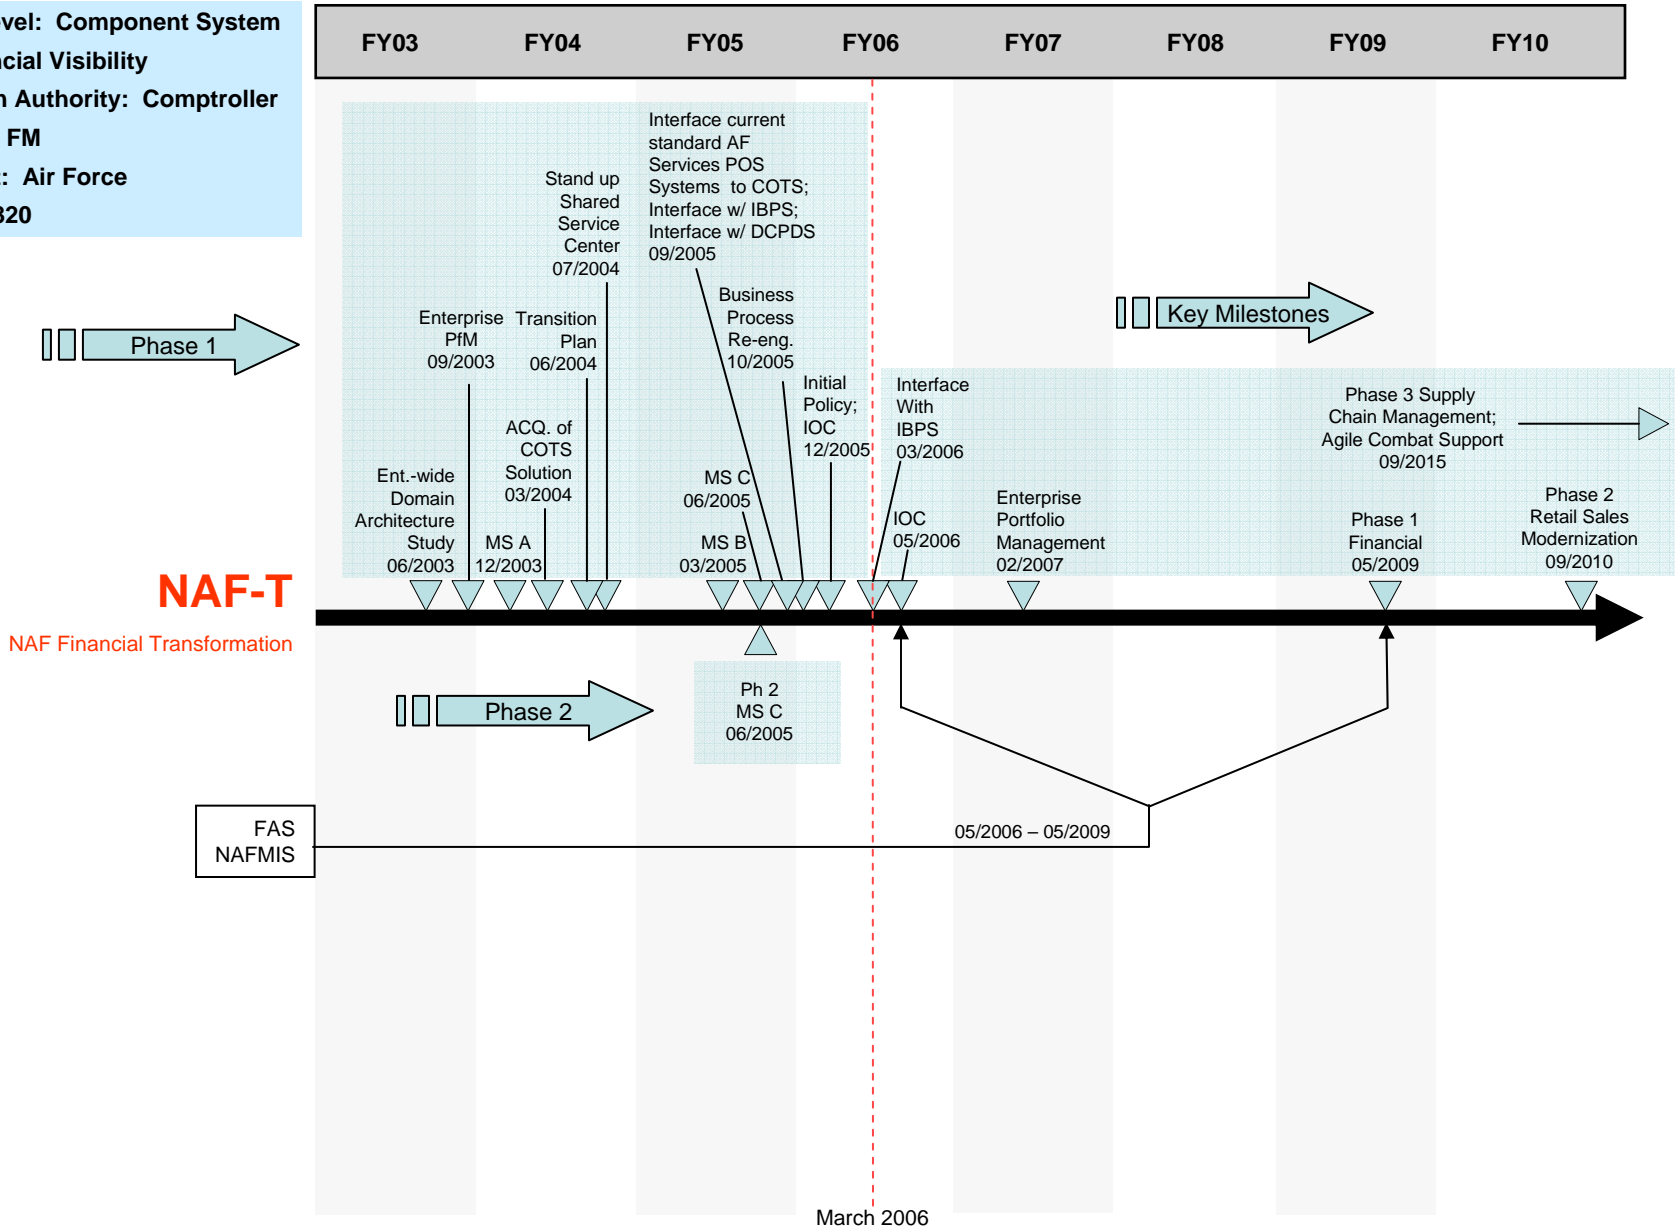 evel: Component System
ncial Visibility
n Authority: Comptroller
FM
t: Air Force
320
FY03 FY04 FY05 FY06 FY07 FY08 FY09 FY10
Interface current
standard AF
Services POS
Systems to COTS;
Interface w/ IBPS;
Interface w/ DCPDS
09/2005
Stand up
Shared
Service
Center
07/2004
Phase 1
Enterprise
PfM
09/2003
Transition
Plan
06/2004
Business
Process
Re-eng.
10/2005
Key Milestones
Initial
Policy;
IOC
12/2005
Interface
With
IBPS
03/2006
Phase 3 Supply
Chain Management;
Agile Combat Support
09/2015
ACQ. of
COTS
Solution
03/2004
Ent.-wide
Domain
Architecture
Study
06/2003
MS A
12/2003
MS C
06/2005
MS B
03/2005
IOC
05/2006
Enterprise
Portfolio
Management
02/2007
Phase 1
Financial
05/2009
Phase 2
Retail Sales
Modernization
09/2010
NAF-T
NAF Financial Transformation
Phase 2
Ph 2
MS C
06/2005
FAS
NAFMIS
05/2006 – 05/2009
March 2006